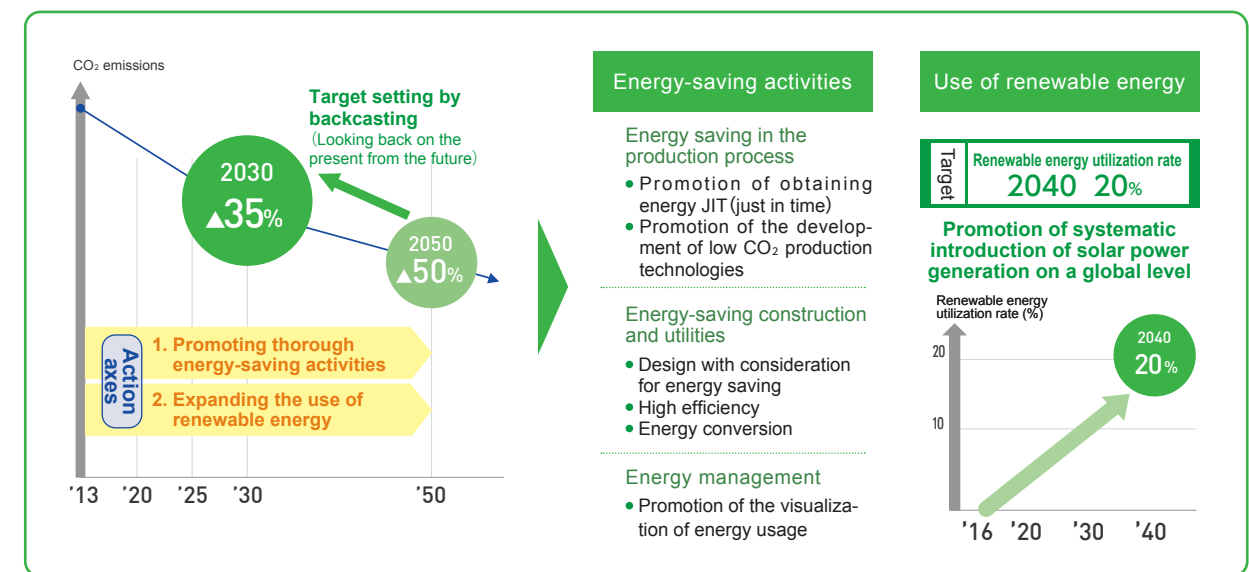 CO₂ emissions
Target setting by
backcasting
(Looking back on the
present from the future)
2030
▲35%
2050
▲50%
Action
axes
1. Promoting thorough
energy-saving activities
2. Expanding the use of
renewable energy
’13 ’20 ’25 ’30 ’50
Energy-saving activities
Energy saving in the
production process
• Promotion of obtaining
energy JIT (just in time)
• Promotion of the develop-
ment of low CO₂ production
technologies
Energy-saving construction
and utilities
• Design with consideration
for energy saving
• High efficiency
• Energy conversion
Energy management
• Promotion of the visualiza-
tion of energy usage
Use of renewable energy
Target
Renewable energy utilization rate
2040 20%
Promotion of systematic
introduction of solar power
generation on a global level
Renewable energy
utilization rate (%)
20
10
2040
20%
’16 ’20 ’30 ’40